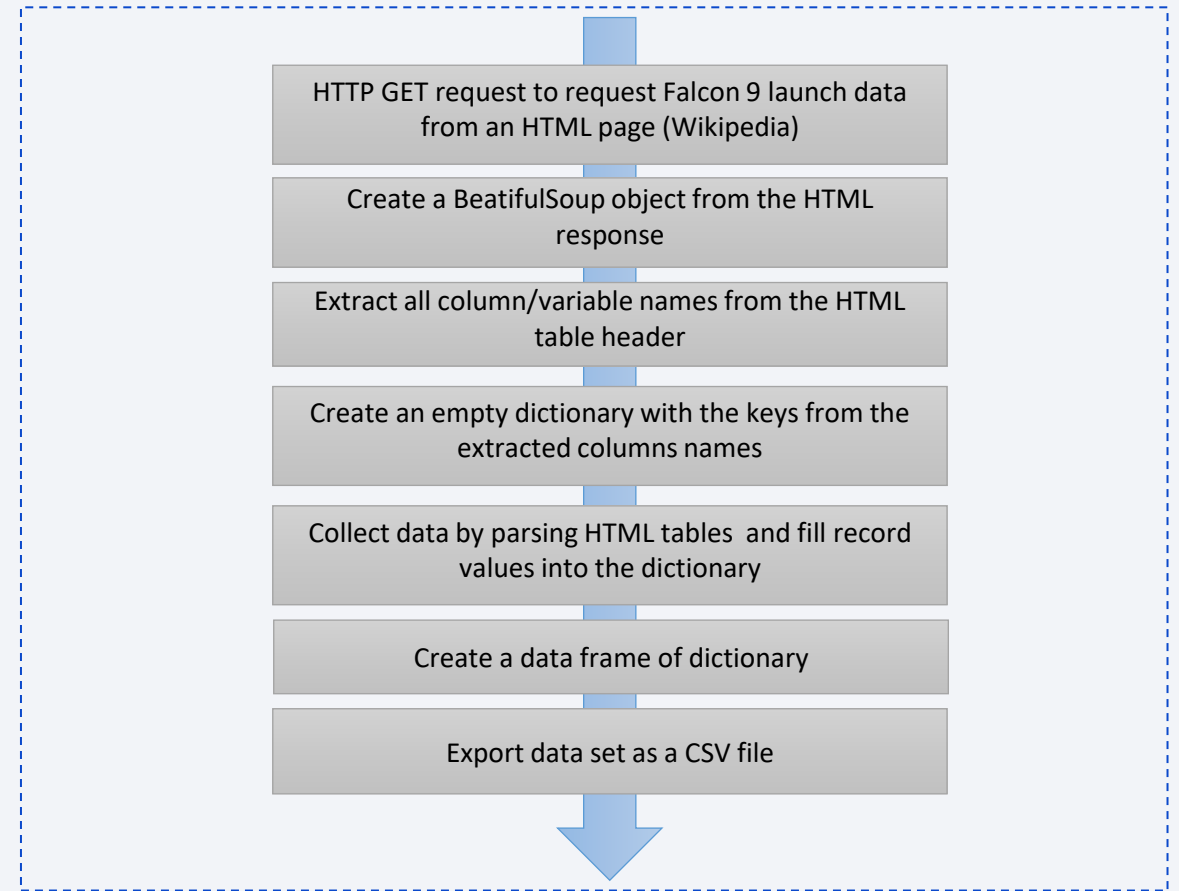 HTTP GET request to request Falcon 9 launch data
from an HTML page (Wikipedia)
Create a BeatifulSoup object from the HTML
response
Extract all column/variable names from the HTML
table header
Create an empty dictionary with the keys from the
extracted columns names
Collect data by parsing HTML tables  and fill record
values into the dictionary
Create a data frame of dictionary
Export data set as a CSV file